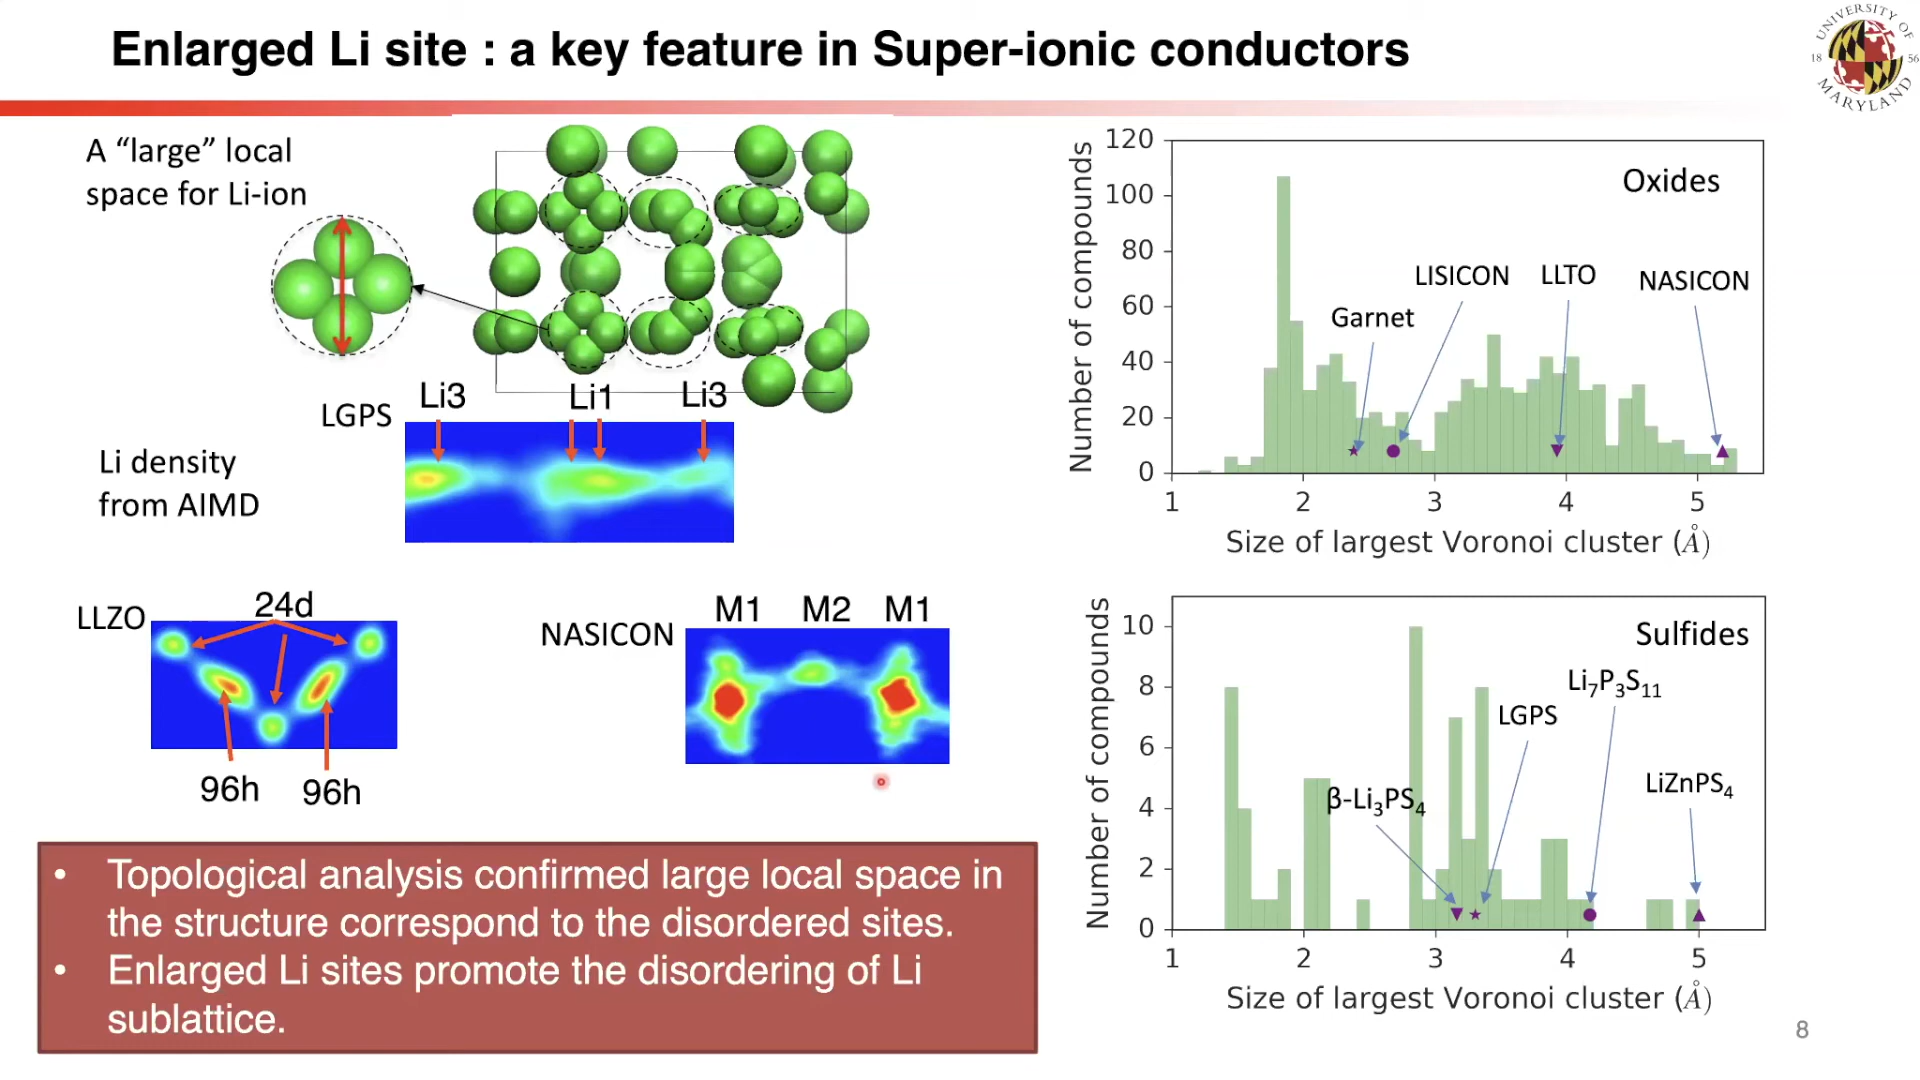 Enlarged Li site : a key feature in Super-ionic conductors
UNIVERSITY OF
18 56
MARYLAND
A “large” local
space for Li-ion
LGPS
Li3
Li1
Li3
Li density
from AIMD
LLZO
24d
96h
96h
NASICON
M1
M2
M1
• Topological analysis confirmed large local space in
the structure correspond to the disordered sites.
• Enlarged Li sites promote the disordering of Li
sublattice.
Number of compounds
120
100
80
60
40
20
0
Oxides
Garnet
LISICON
LLTO
NASICON
1
2
3
4
5
Size of largest Voronoi cluster (Å)
Number of compounds
10
8
6
4
2
0
Sulfides
β-Li₃PS₄
LGPS
Li₇P₃S₁₁
LiZnPS₄
1
2
3
4
5
Size of largest Voronoi cluster (Å)
8